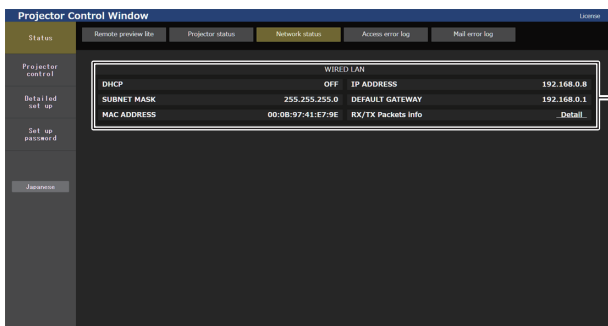 Projector Control Window
License
Status
Remote preview lite
Projector status
Network status
Access error log
Mail error log
Projector
control
Detailed
set up
Set up
password
Japanese
WIRED LAN
DHCP OFF IP ADDRESS 192.168.0.8
SUBNET MASK 255.255.255.0 DEFAULT GATEWAY 192.168.0.1
MAC ADDRESS 00:0B:97:41:E7:9E RX/TX Packets info Detail